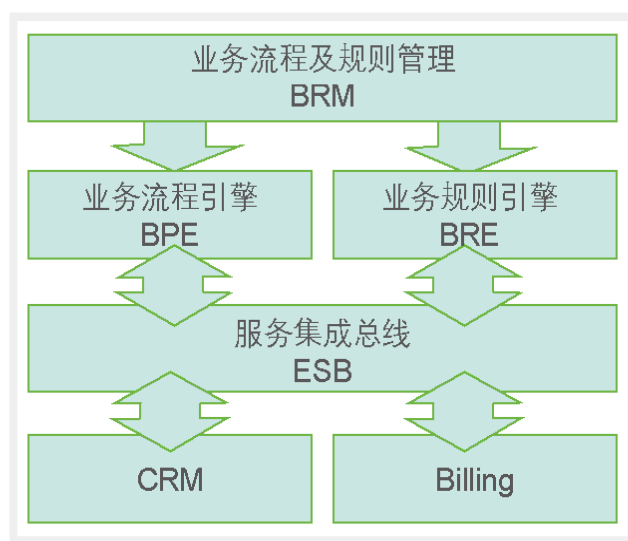 业务流程及规则管理
BRM
业务流程引擎
BPE
业务规则引擎
BRE
服务集成总线
ESB
CRM
Billing